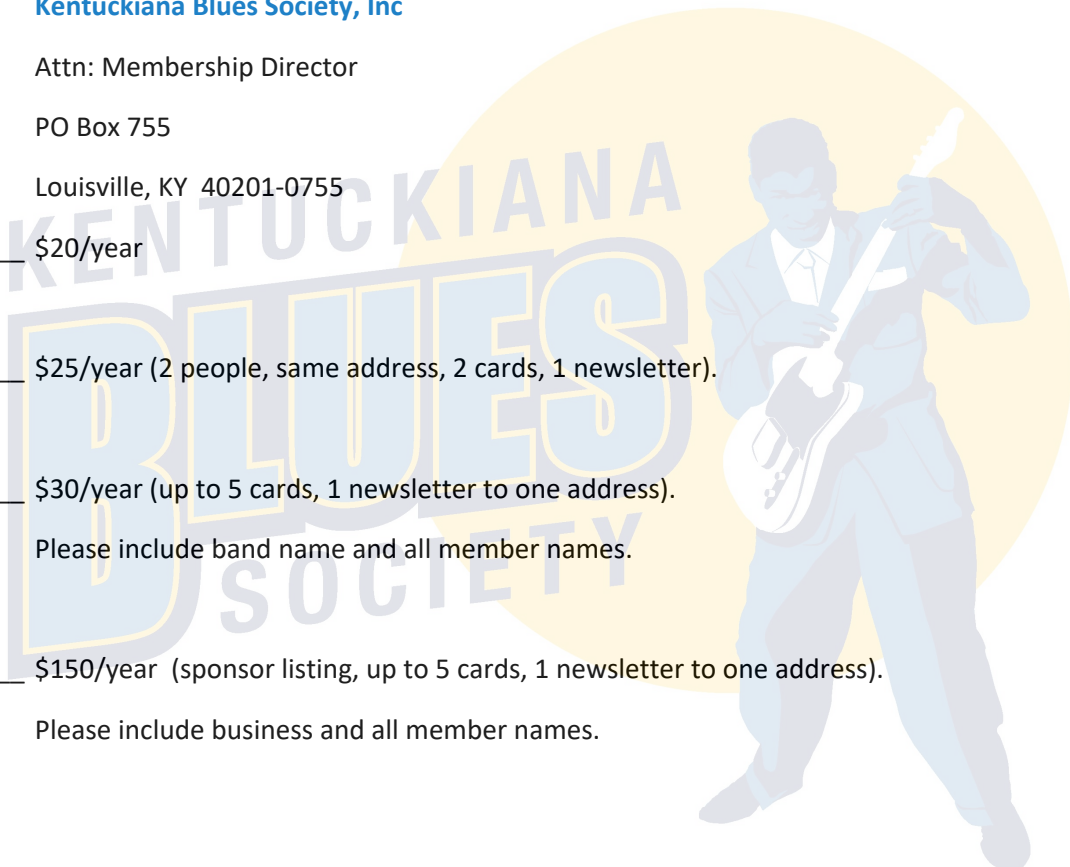 Kentuckiana Blues Society, Inc
Attn: Membership Director
PO Box 755
Louisville, KY  40201-0755
KENTUCKIANA
__ $20/year
BLUES
__ $25/year (2 people, same address, 2 cards, 1 newsletter).
__ $30/year (up to 5 cards, 1 newsletter to one address).
Please include band name and all member names.
SOCIETY
__ $150/year  (sponsor listing, up to 5 cards, 1 newsletter to one address).
Please include business and all member names.